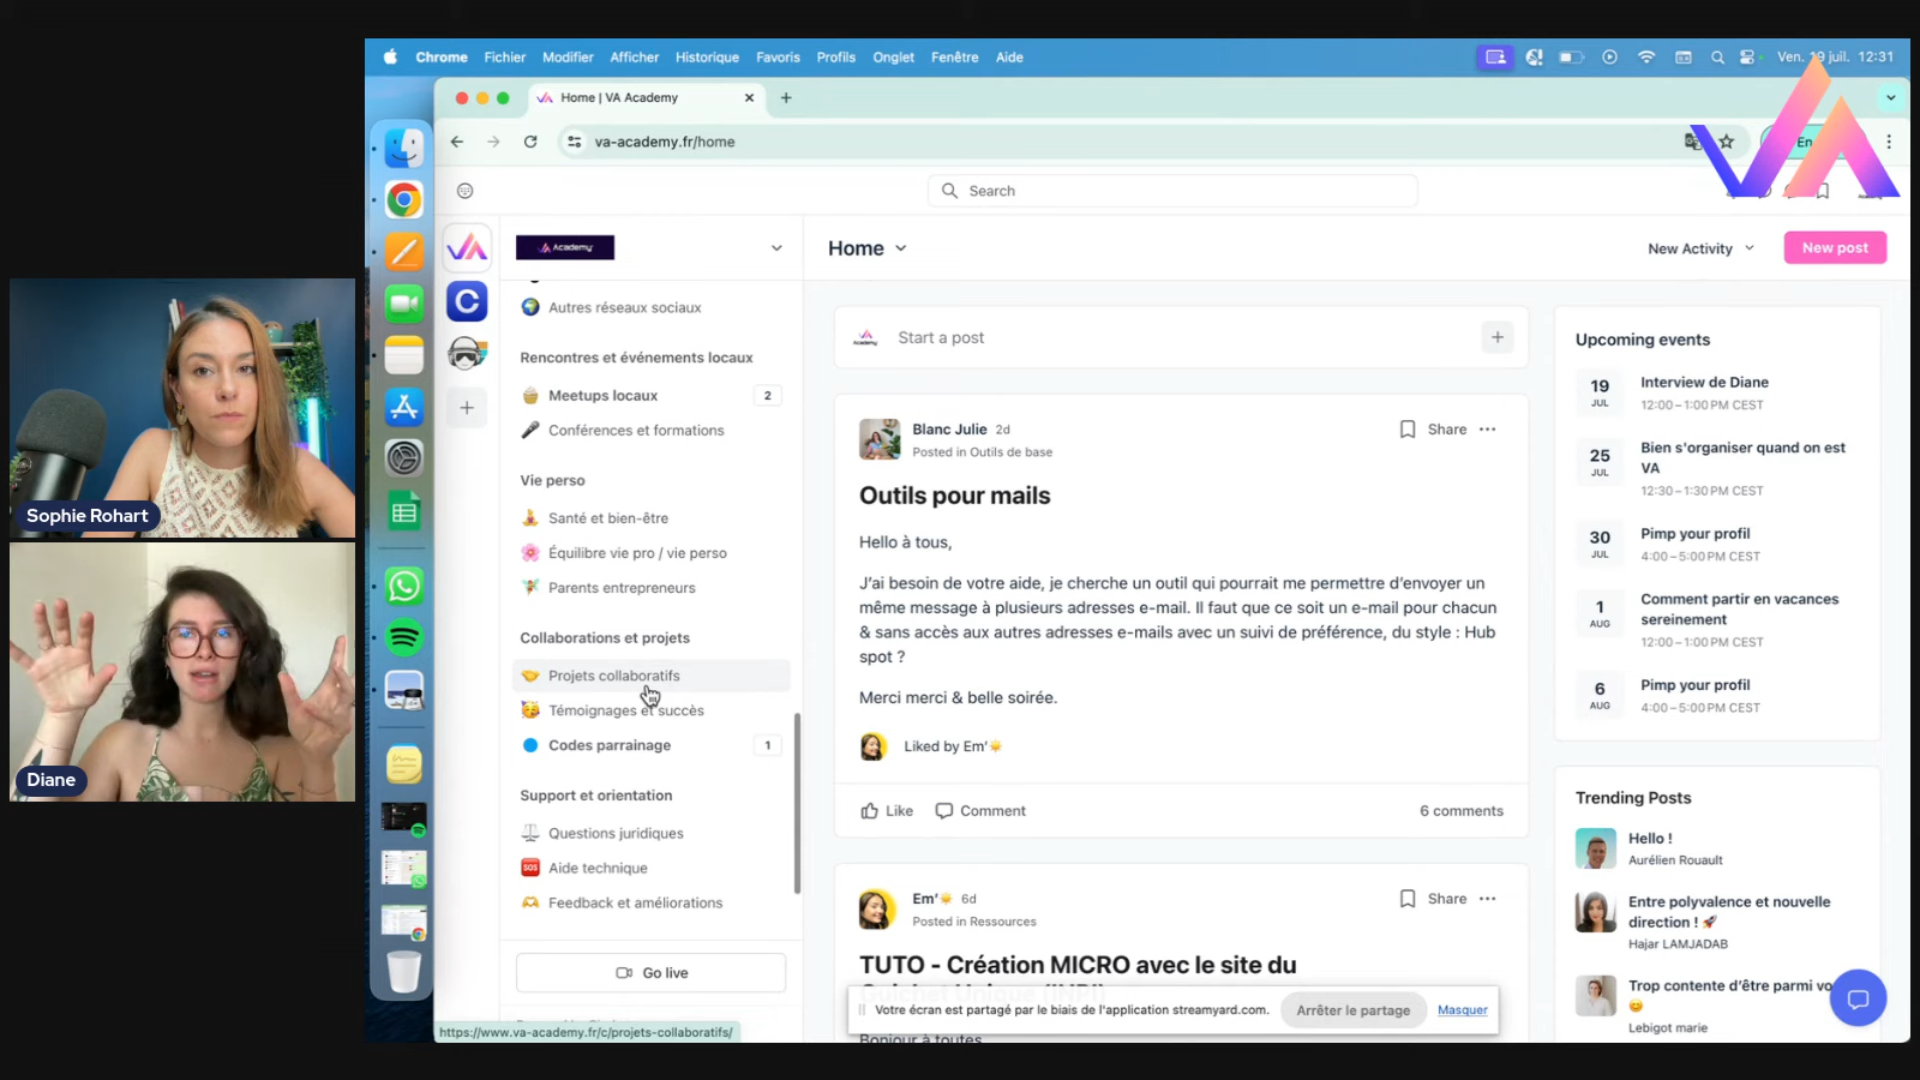 Chrome Fichier Modifier Afficher Historique Favoris Profils Onglet Fenêtre Aide
Ven. 19 juil. 12:31
Home | VA Academy
va-academy.fr/home
En
Search
Academy
Home
New Activity
New post
Autres réseaux sociaux
Rencontres et événements locaux
Meetups locaux 2
Conférences et formations
Vie perso
Santé et bien-être
Équilibre vie pro / vie perso
Parents entrepreneurs
Collaborations et projets
Projets collaboratifs
Témoignages et succès
Codes parrainage 1
Support et orientation
Questions juridiques
SOS Aide technique
Feedback et améliorations
Go live
https://www.va-academy.fr/c/projets-collaboratifs/
Academy
Start a post
Blanc Julie 2d
Posted in Outils de base
Share
Outils pour mails
Hello à tous,
J'ai besoin de votre aide, je cherche un outil qui pourrait me permettre d'envoyer un
même message à plusieurs adresses e-mail. Il faut que ce soit un e-mail pour chacun
& sans accès aux autres adresses e-mails avec un suivi de préférence, du style : Hub
spot ?
Merci merci & belle soirée.
Liked by Em'☀️
Like Comment 6 comments
Em'☀️ 6d
Posted in Ressources
Share
TUTO - Création MICRO avec le site du
Guichet Unique (INPI)
Votre écran est partagé par le biais de l'application streamyard.com.
Arrêter le partage
Masquer
Bonjour à toutes
Upcoming events
19 JUL
Interview de Diane
12:00 – 1:00 PM CEST
25 JUL
Bien s'organiser quand on est
VA
12:30 – 1:30 PM CEST
30 JUL
Pimp your profil
4:00 – 5:00 PM CEST
1 AUG
Comment partir en vacances
sereinement
12:00 – 1:00 PM CEST
6 AUG
Pimp your profil
4:00 – 5:00 PM CEST
Trending Posts
Hello !
Aurélien Rouault
Entre polyvalence et nouvelle
direction ! 🚀
Hajar LAMJADAB
Trop contente d'être parmi vo
😊
Lebigot marie
Sophie Rohart
Diane